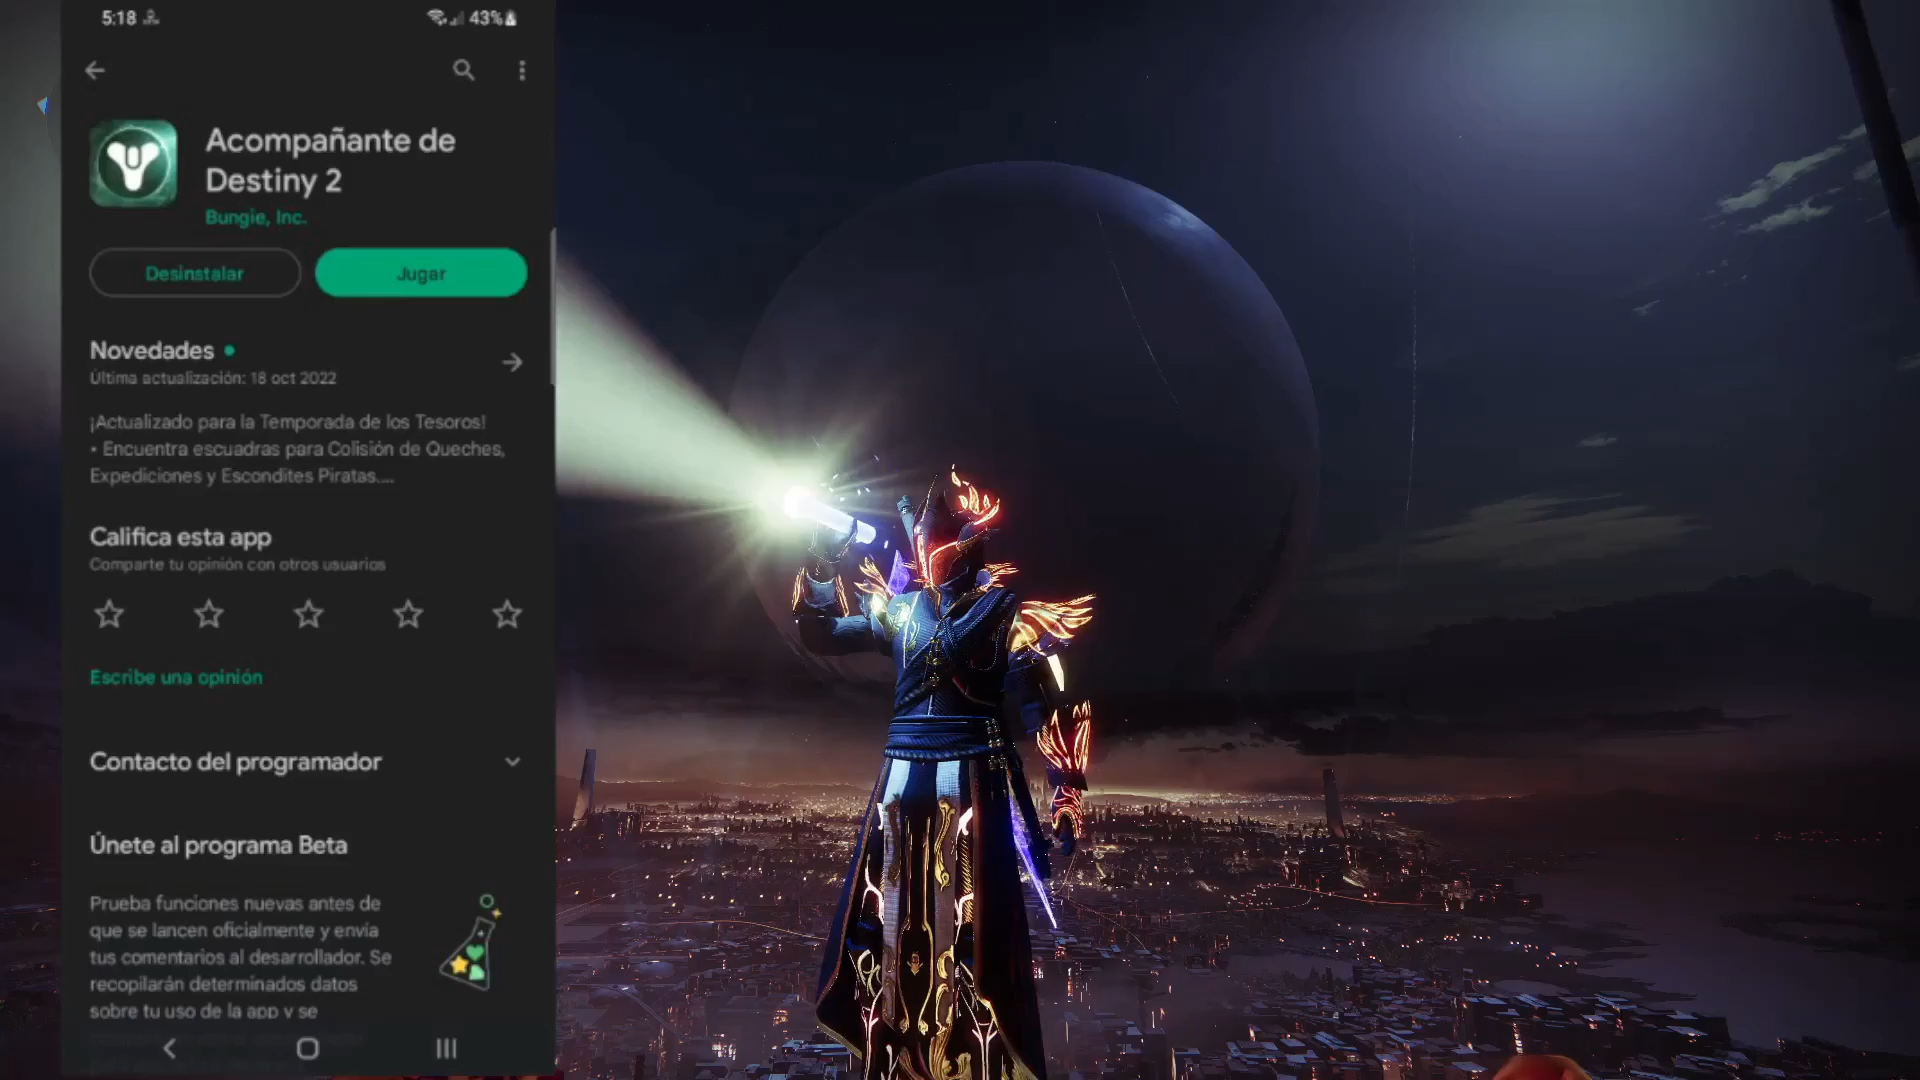 5:18
43%
Acompañante de
Destiny 2
Bungie, Inc.
Desinstalar
Jugar
Novedades
Última actualización: 18 oct 2022
¡Actualizado para la Temporada de los Tesoros!
• Encuentra escuadras para Colisión de Queches,
Expediciones y Escondites Piratas....
Califica esta app
Comparte tu opinión con otros usuarios
Escribe una opinión
Contacto del programador
Únete al programa Beta
Prueba funciones nuevas antes de
que se lancen oficialmente y envía
tus comentarios al desarrollador. Se
recopilarán determinados datos
sobre tu uso de la app y se